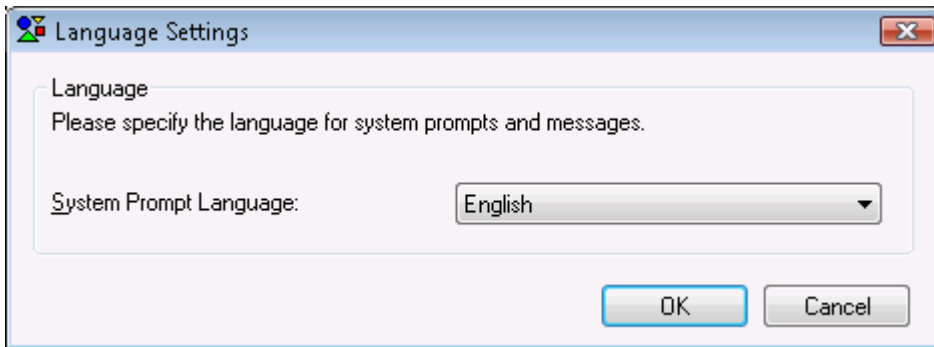 Language Settings
Language
Please specify the language for system prompts and messages.
System Prompt Language:
English
OK
Cancel